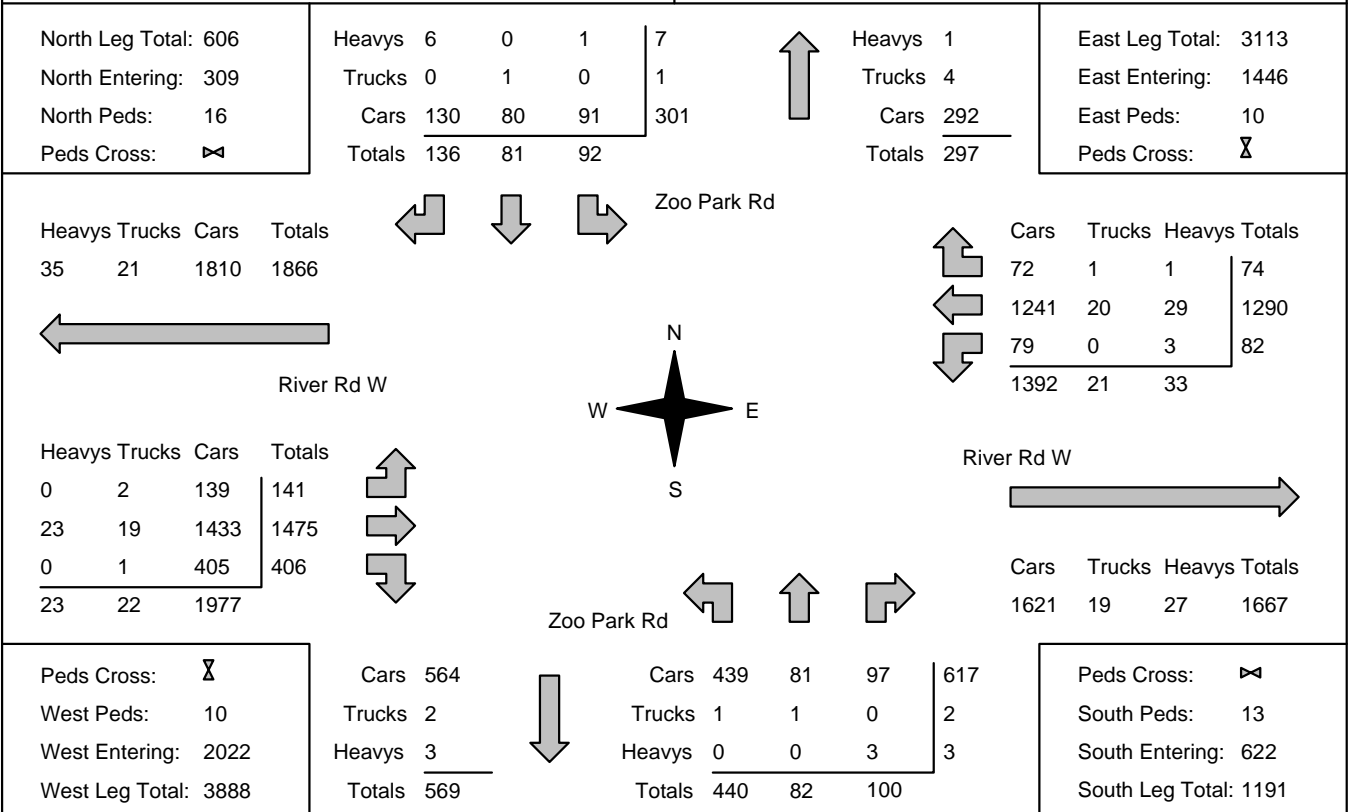 North Leg Total: 606
North Entering: 309
North Peds: 16
Peds Cross:
Heavys 6 0 1 7
Trucks 0 1 0 1
Cars 130 80 91 301
Totals 136 81 92
Heavys 1
Trucks 4
Cars 292
Totals 297
East Leg Total: 3113
East Entering: 1446
East Peds: 10
Peds Cross:
Zoo Park Rd
Heavys Trucks Cars Totals
35 21 1810 1866
River Rd W
Cars Trucks Heavys Totals
72 1 1 74
1241 20 29 1290
79 0 3 82
1392 21 33
N
W E
S
Heavys Trucks Cars Totals
0 2 139 141
23 19 1433 1475
0 1 405 406
23 22 1977
River Rd W
Cars Trucks Heavys Totals
1621 19 27 1667
Zoo Park Rd
Peds Cross:
West Peds: 10
West Entering: 2022
West Leg Total: 3888
Cars 564
Trucks 2
Heavys 3
Totals 569
Cars 439 81 97 617
Trucks 1 1 0 2
Heavys 0 0 3 3
Totals 440 82 100
Peds Cross:
South Peds: 13
South Entering: 622
South Leg Total: 1191